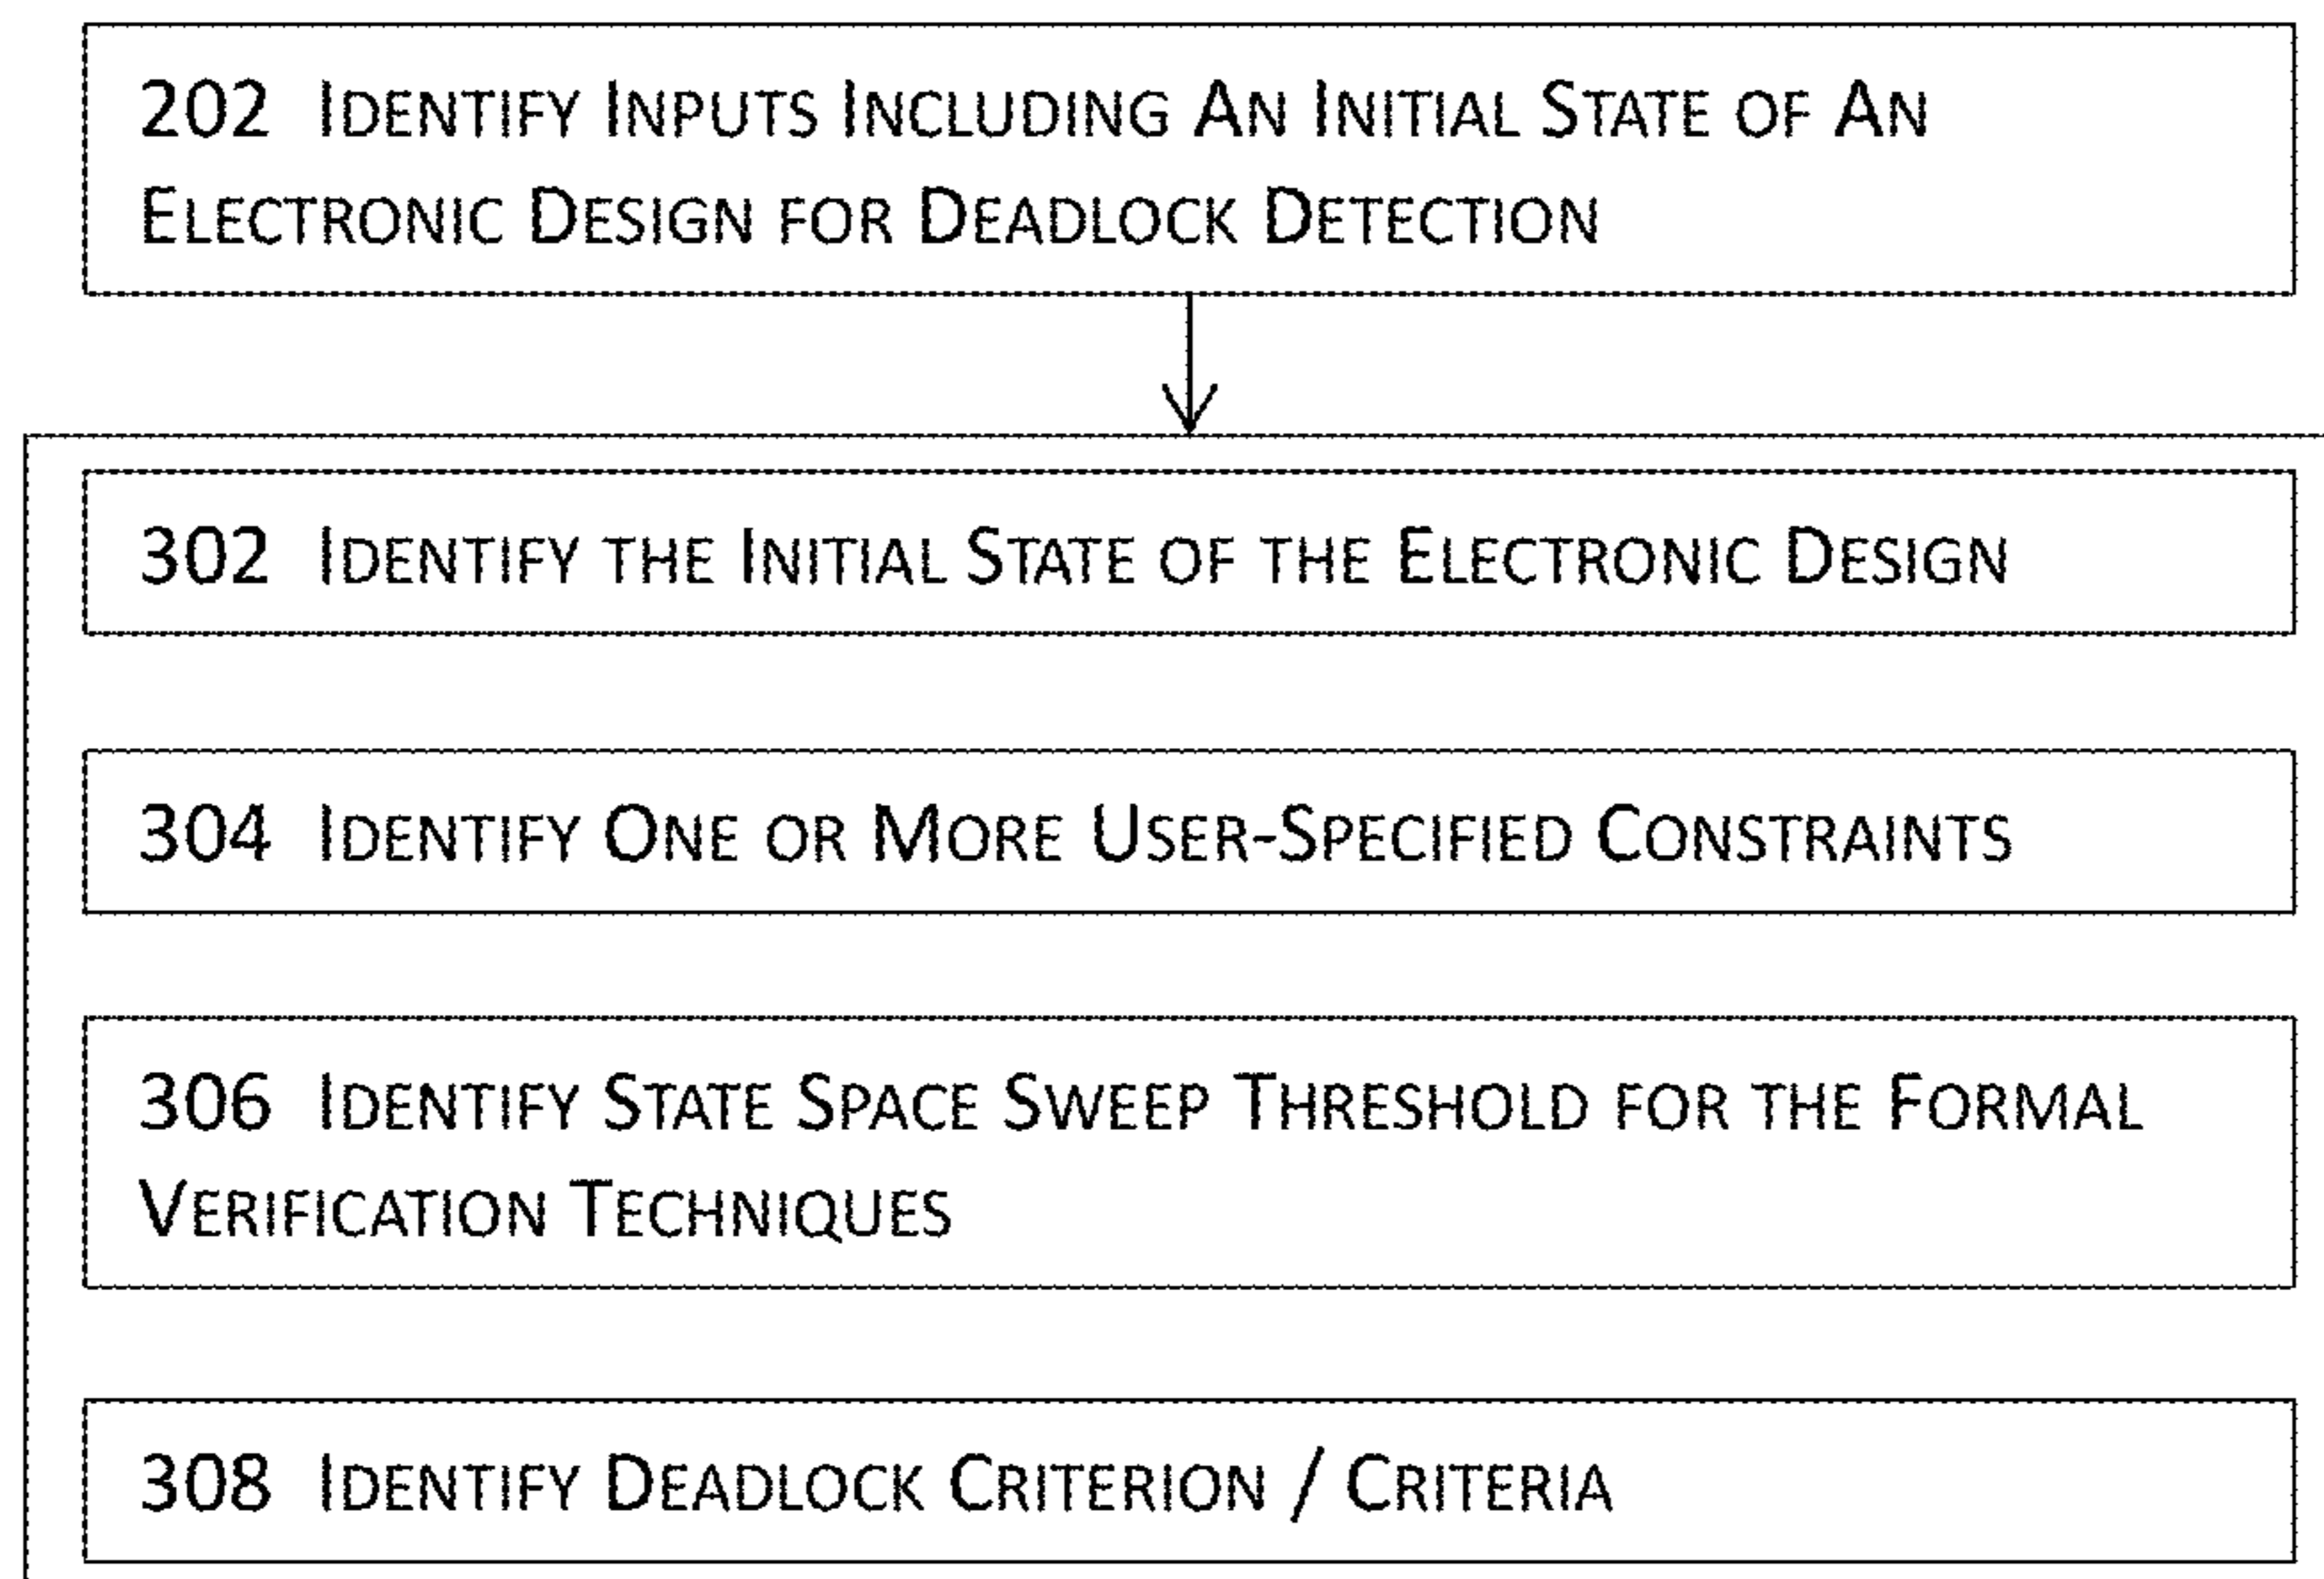 202 Identify Inputs Including An Initial State of An
Electronic Design for Deadlock Detection
302 Identify the Initial State of the Electronic Design
304 Identify One or More User-Specified Constraints
306 Identify State Space Sweep Threshold for the Formal
Verification Techniques
308 Identify Deadlock Criterion / Criteria